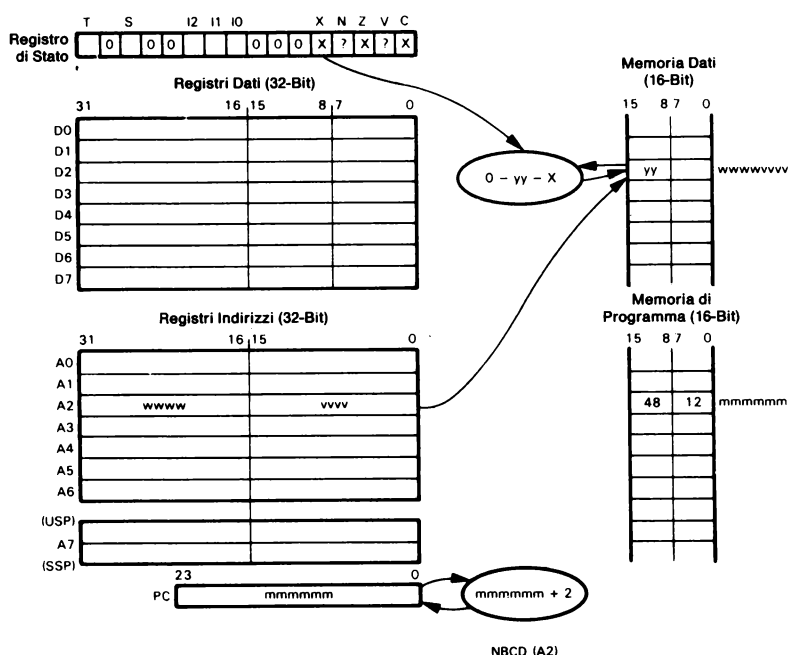 T S I2 I1 I0 X N Z V C
Registro di Stato
0 0 0 0 0 0 X ? X ? X
Registri Dati (32-Bit)
31 16 15 8 7 0
D0
D1
D2
D3
D4
D5
D6
D7
0 – yy – X
Memoria Dati
(16-Bit)
15 8 7 0
yy
wwwwvvvv
Registri Indirizzi (32-Bit)
31 16 15 0
A0
A1
A2 wwww vvvv
A3
A4
A5
A6
(USP)
A7
(SSP)
Memoria di
Programma (16-Bit)
15 8 7 0
48 12 mmmmmm
23 0
PC mmmmmm
mmmmmm + 2
NBCD (A2)